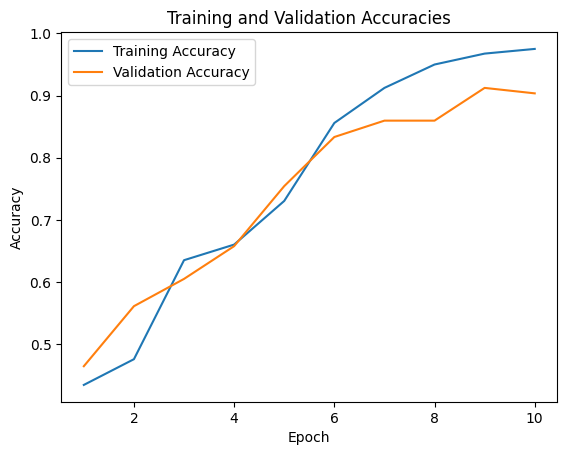 Training and Validation Accuracies
Training Accuracy
Validation Accuracy
1.0
0.9
0.8
0.7
0.6
0.5
Accuracy
2 4 6 8 10
Epoch